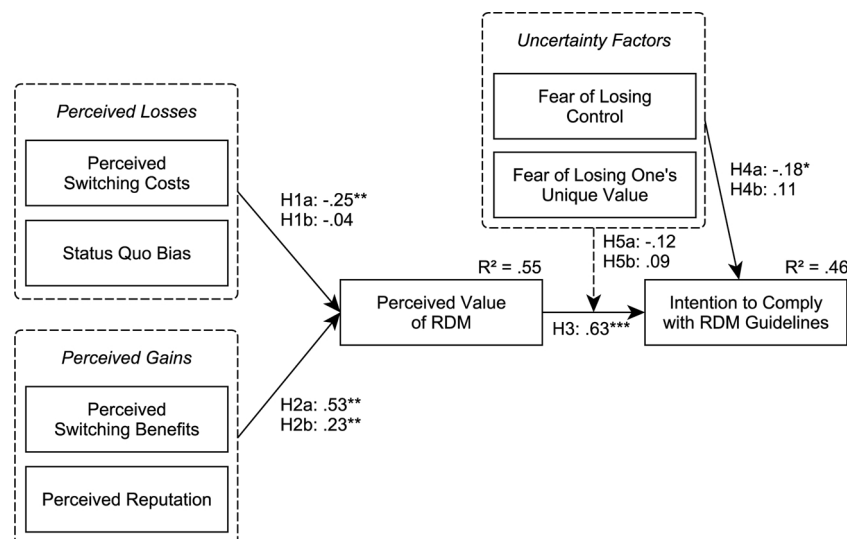 Uncertainty Factors
Fear of Losing
Control
Fear of Losing One's
Unique Value
Perceived Losses
Perceived
Switching Costs
Status Quo Bias
H1a: -.25**
H1b: -.04
H4a: -.18*
H4b: .11
H5a: -.12
H5b: .09
R² = .55
Perceived Value
of RDM
H3: .63***
R² = .46
Intention to Comply
with RDM Guidelines
Perceived Gains
Perceived
Switching Benefits
Perceived Reputation
H2a: .53**
H2b: .23**